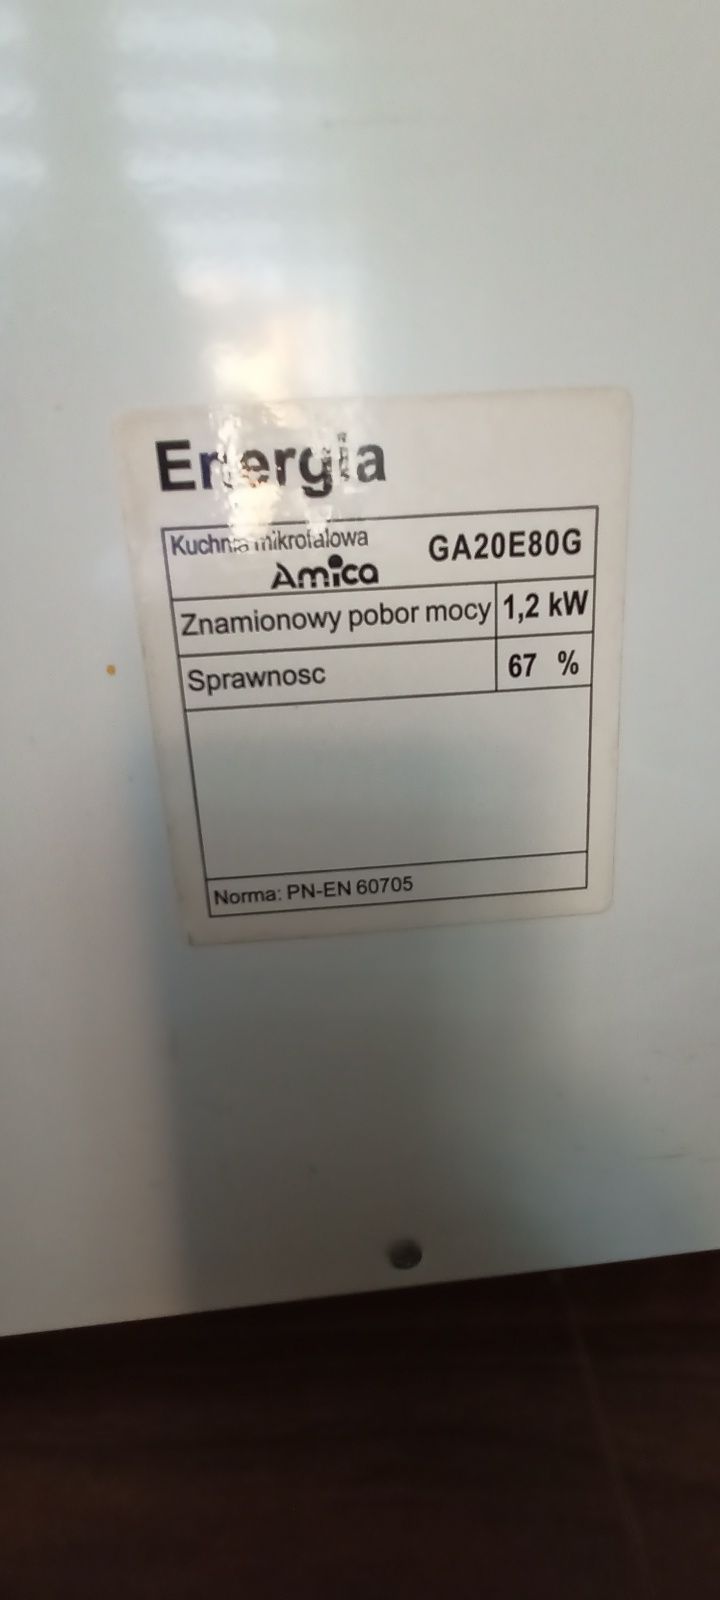 Energia
Kuchnia mikrofalowa
Amica
GA20E80G
Znamionowy pobor mocy 1,2 kW
Sprawnosc 67 %
Norma: PN-EN 60705